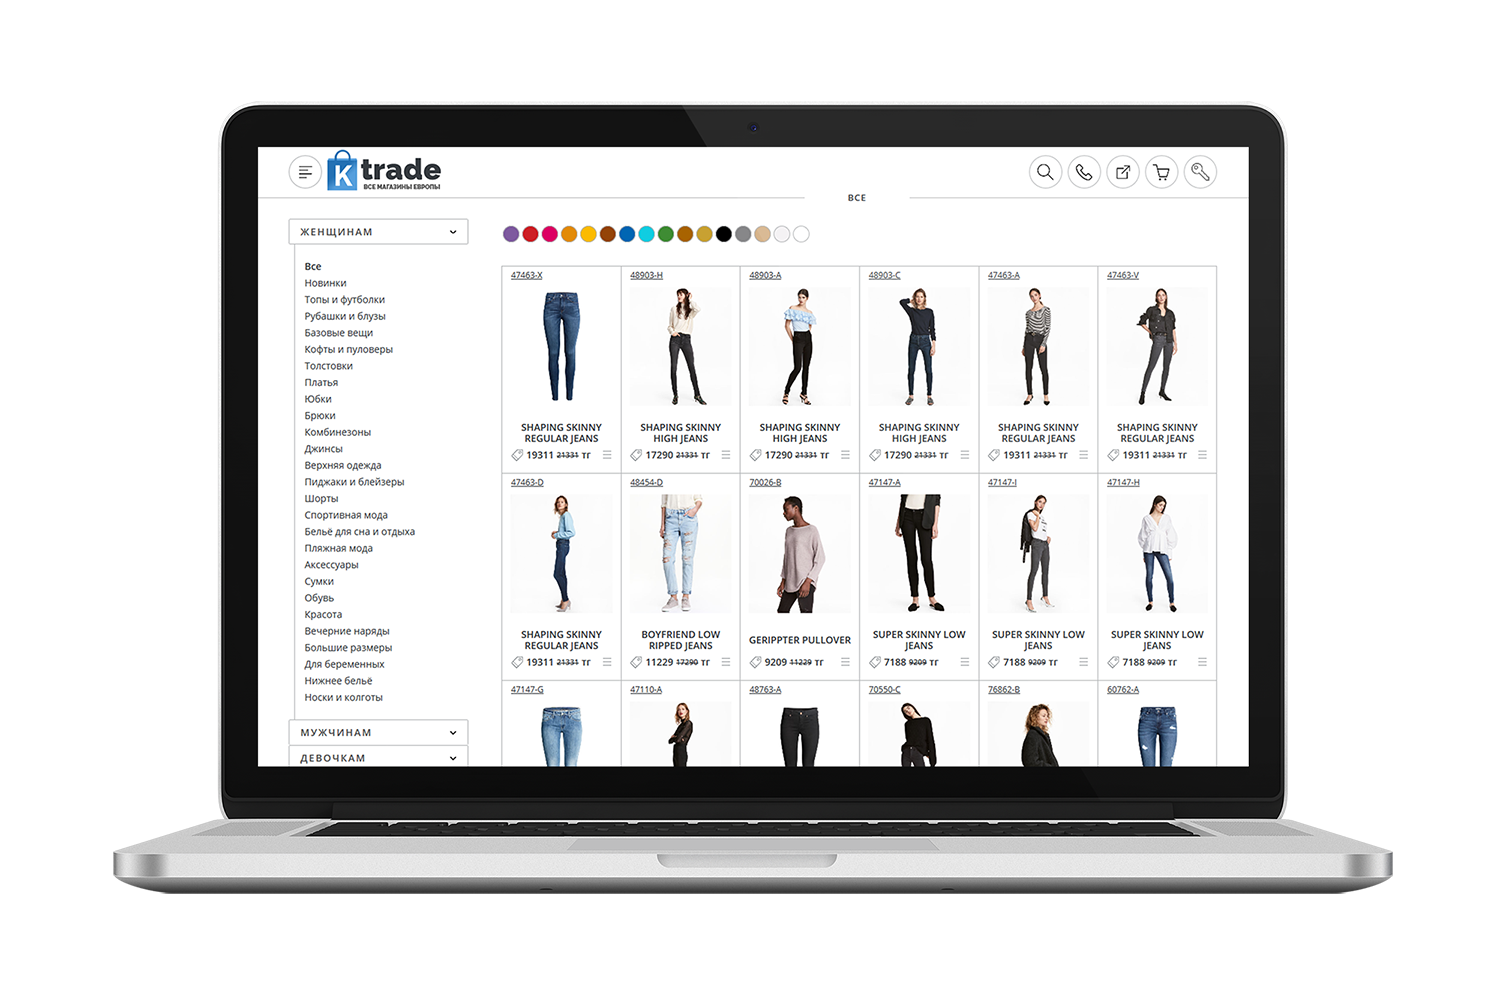 K trade
ВСЕ МАГАЗИНЫ ЕВРОПЫ
ВСЕ
ЖЕНЩИНАМ
Все
Новинки
Топы и футболки
Рубашки и блузы
Базовые вещи
Кофты и пуловеры
Толстовки
Платья
Юбки
Брюки
Комбинезоны
Джинсы
Верхняя одежда
Пиджаки и блейзеры
Шорты
Спортивная мода
Бельё для сна и отдыха
Пляжная мода
Аксессуары
Сумки
Обувь
Красота
Вечерние наряды
Большие размеры
Для беременных
Нижнее бельё
Носки и колготы
МУЖЧИНАМ
ДЕВОЧКАМ
47463-X
SHAPING SKINNY
REGULAR JEANS
19311 21331 тг
48903-H
SHAPING SKINNY
HIGH JEANS
17290 21331 тг
48903-A
SHAPING SKINNY
HIGH JEANS
17290 21331 тг
48903-C
SHAPING SKINNY
HIGH JEANS
17290 21331 тг
47463-A
SHAPING SKINNY
REGULAR JEANS
19311 21331 тг
47463-V
SHAPING SKINNY
REGULAR JEANS
19311 21331 тг
47463-D
SHAPING SKINNY
REGULAR JEANS
19311 21331 тг
48454-D
BOYFRIEND LOW
RIPPED JEANS
11229 17290 тг
70026-B
GERIPPTER PULLOVER
9209 11229 тг
47147-A
SUPER SKINNY LOW
JEANS
7188 9209 тг
47147-I
SUPER SKINNY LOW
JEANS
7188 9209 тг
47147-H
SUPER SKINNY LOW
JEANS
7188 9209 тг
47147-G
47110-A
48763-A
70550-C
76862-B
60762-A